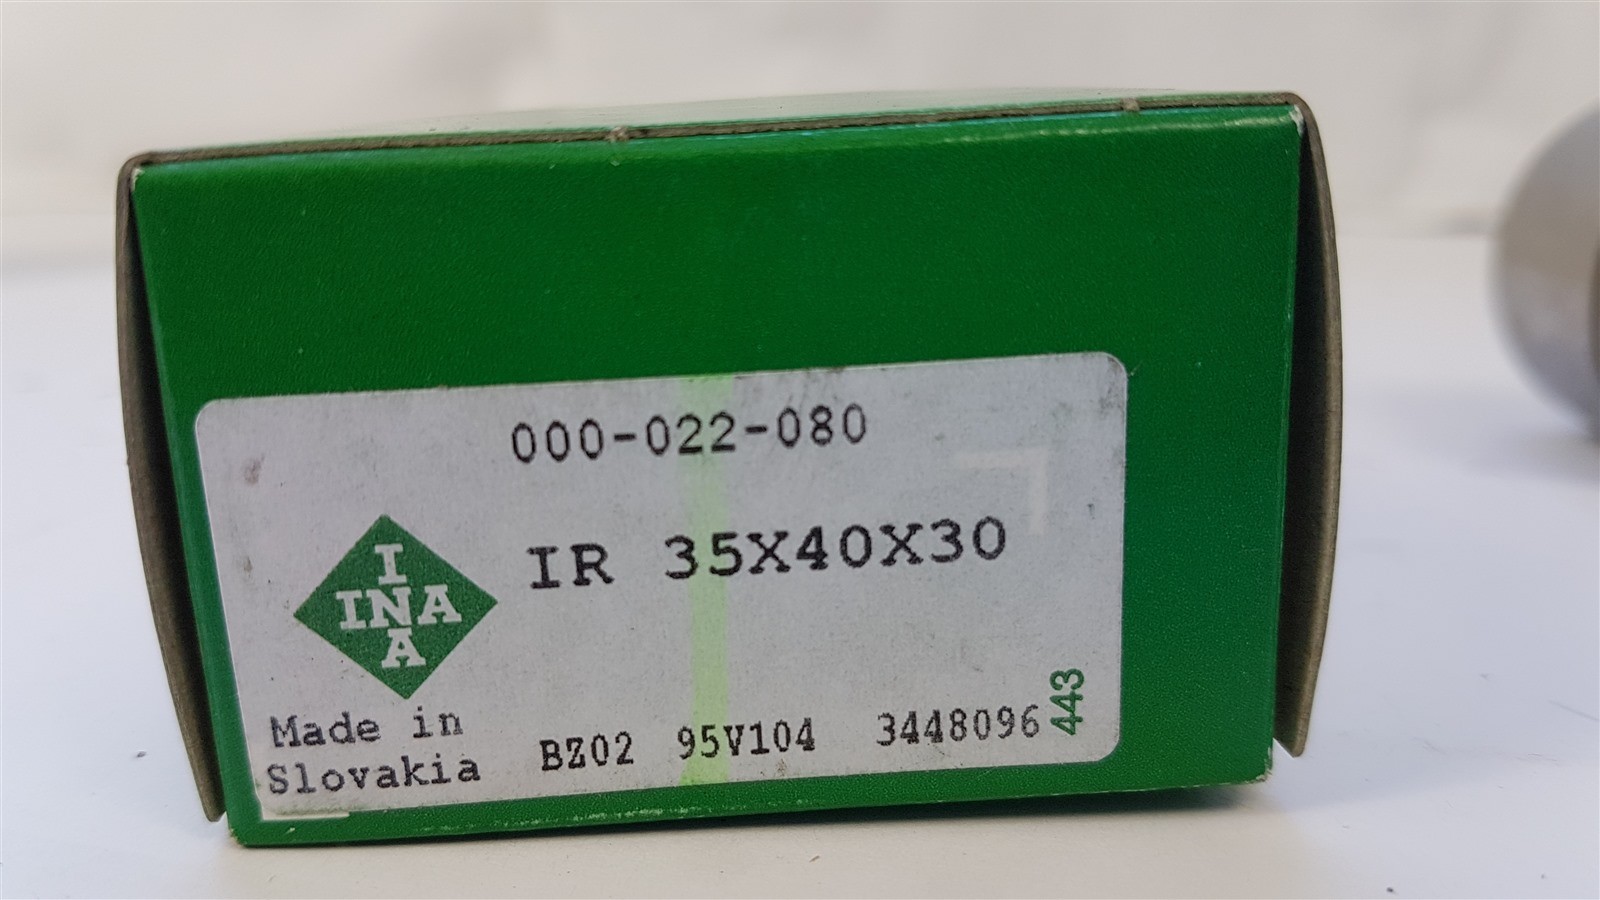 000-022-080
IR 35X40X30
I
INA
A
Made in
Slovakia
BZ02 95V104 3448096
443